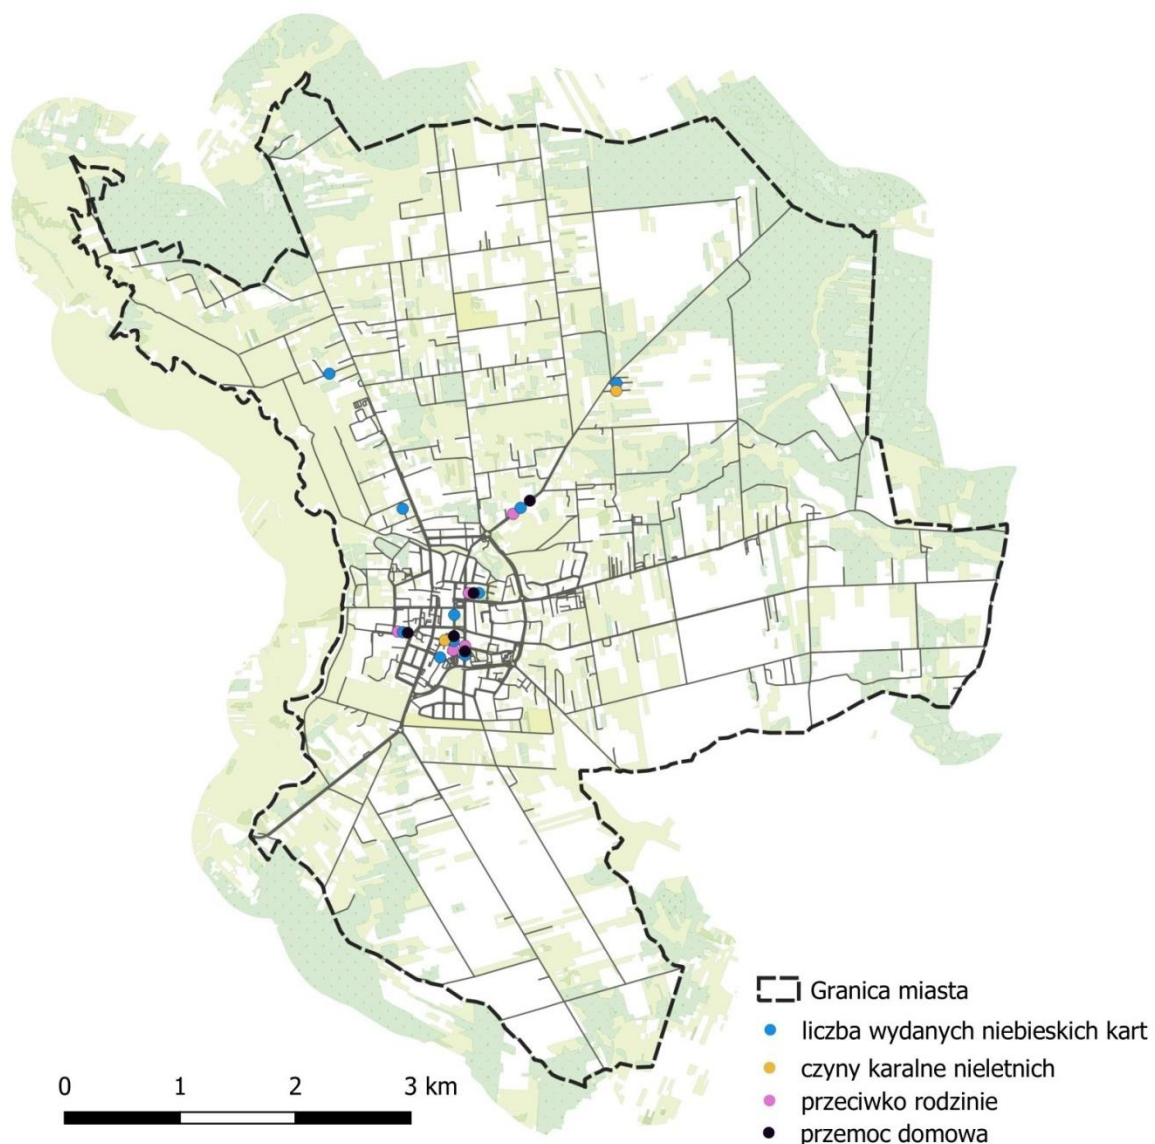 Granica miasta
liczba wydanych niebieskich kart
czyny karalne nieletnich
przeciwko rodzinie
przemoc domowa
0 1 2 3 km